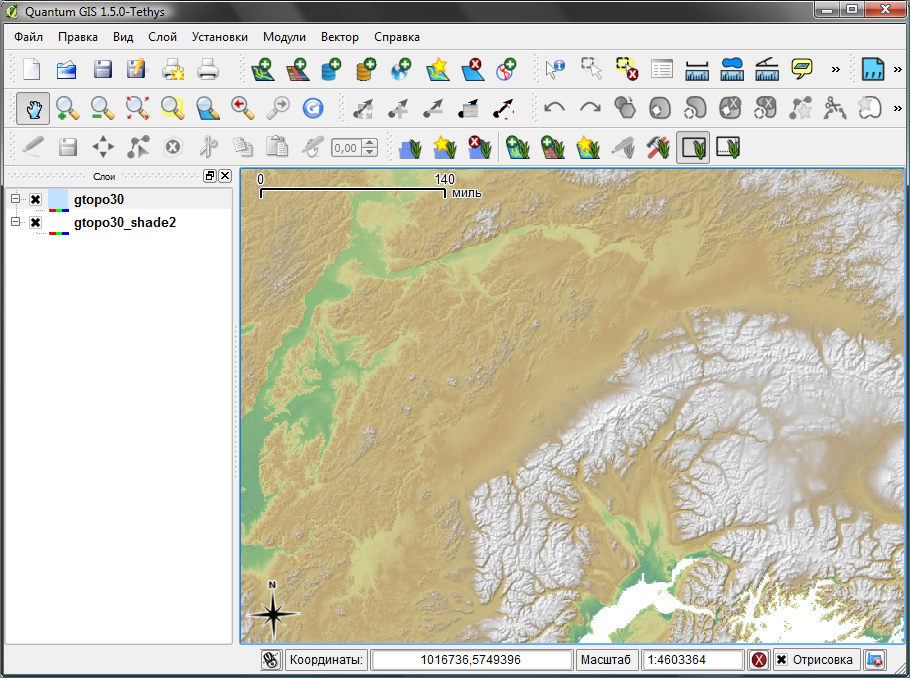 Quantum GIS 1.5.0-Tethys
Файл Правка Вид Слой Установки Модули Вектор Справка
» »
»
0,00
Слои
gtopo30
gtopo30_shade2
0 140
миль
N
Координаты: 1016736,5749396 Масштаб 1:4603364 Отрисовка